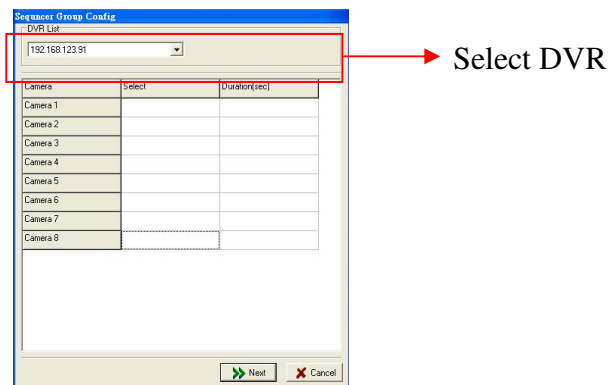 Sequncer Group Config
DVR List
192.168.123.91
Select DVR
Camera Select Duration(sec)
Camera 1
Camera 2
Camera 3
Camera 4
Camera 5
Camera 6
Camera 7
Camera 8
Next Cancel